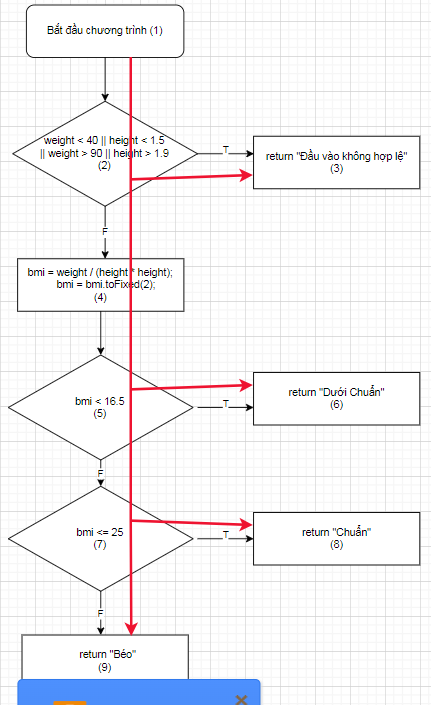 Bắt đầu chương trình (1)
weight < 40 || height < 1.5
|| weight > 90 || height > 1.9
(2)
T
return "Đầu vào không hợp lệ"
(3)
F
bmi = weight / (height * height);
bmi = bmi.toFixed(2);
(4)
bmi < 16.5
(5)
T
return "Dưới Chuẩn"
(6)
F
bmi <= 25
(7)
T
return "Chuẩn"
(8)
F
return "Béo"
(9)